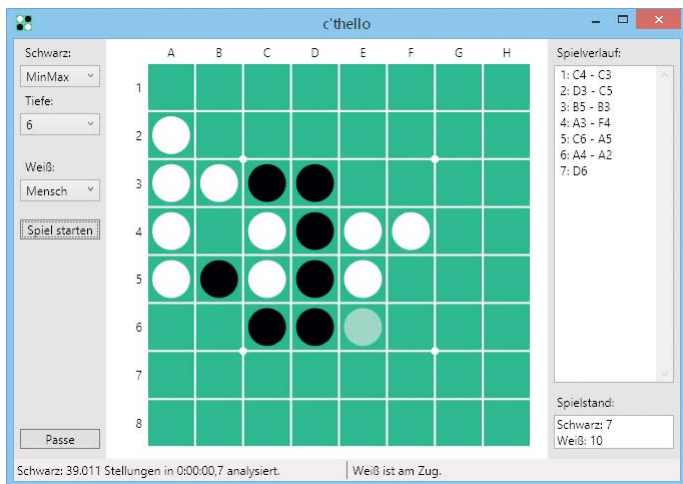 c'thello
Schwarz:
MinMax
Tiefe:
6
Weiß:
Mensch
Spiel starten
Passe
A B C D E F G H
1
2
3
4
5
6
7
8
Spielverlauf:
1: C4 - C3
2: D3 - C5
3: B5 - B3
4: A3 - F4
5: C6 - A5
6: A4 - A2
7: D6
Spielstand:
Schwarz: 7
Weiß: 10
Schwarz: 39.011 Stellungen in 0:00:00,7 analysiert.
Weiß ist am Zug.